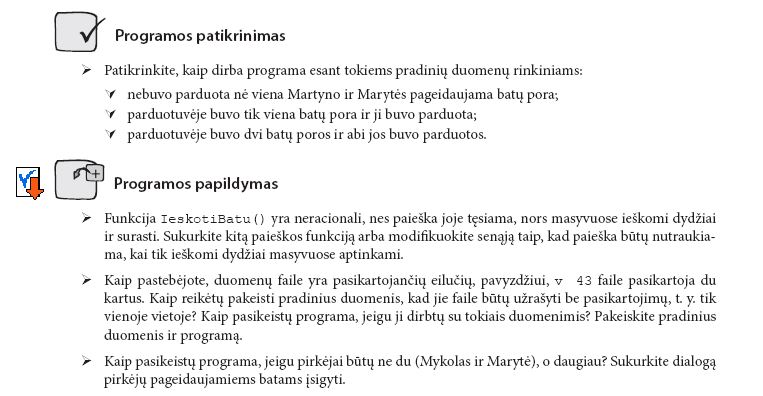 Programos patikrinimas
➢ Patikrinkite, kaip dirba programa esant tokiems pradinių duomenų rinkiniams:
nebuvo parduota nė viena Martyno ir Marytės pageidaujama batų pora;
parduotuvėje buvo tik viena batų pora ir ji buvo parduota;
parduotuvėje buvo dvi batų poros ir abi jos buvo parduotos.
Programos papildymas
➢ Funkcija IeskotiBatu() yra neracionali, nes paieška joje tęsiama, nors masyvuose ieškomi dydžiai
ir surasti. Sukurkite kitą paieškos funkciją arba modifikuokite senąją taip, kad paieška būtų nutraukia-
ma, kai tik ieškomi dydžiai masyvuose aptinkami.
➢ Kaip pastebėjote, duomenų faile yra pasikartojančių eilučių, pavyzdžiui, v 43 faile pasikartoja du
kartus. Kaip reikėtų pakeisti pradinius duomenis, kad jie faile būtų užrašyti be pasikartojimų, t. y. tik
vienoje vietoje? Kaip pasikeistų programa, jeigu ji dirbtų su tokiais duomenimis? Pakeiskite pradinius
duomenis ir programą.
➢ Kaip pasikeistų programa, jeigu pirkėjai būtų ne du (Mykolas ir Marytė), o daugiau? Sukurkite dialogą
pirkėjų pageidaujamiems batams įsigyti.